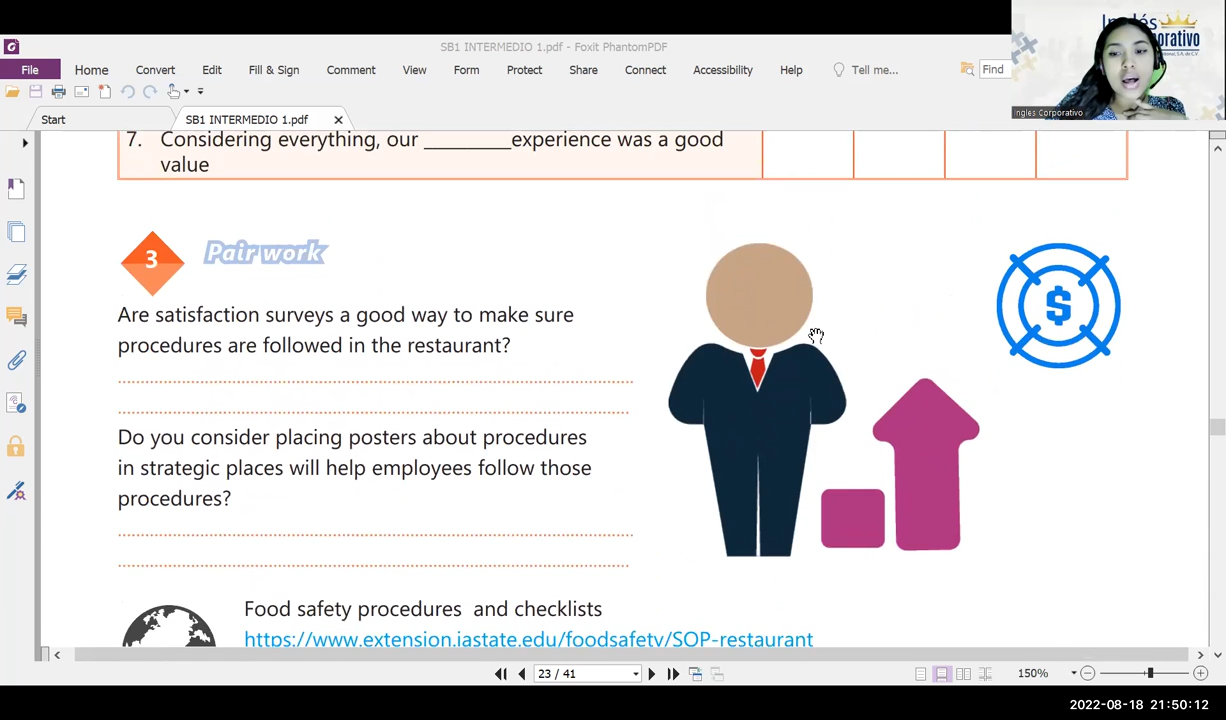 SB1 INTERMEDIO 1.pdf - Foxit PhantomPDF
File
Home
Convert
Edit
Fill & Sign
Comment
View
Form
Protect
Share
Connect
Accessibility
Help
Tell me...
Find
Inglés
Ingles Corporativo
Start
SB1 INTERMEDIO 1.pdf
7. Considering everything, our _________experience was a good
value
3
Pair work
Are satisfaction surveys a good way to make sure
procedures are followed in the restaurant?
$
Do you consider placing posters about procedures
in strategic places will help employees follow those
procedures?
Food safety procedures and checklists
https://www.extension.iastate.edu/foodsafety/SOP-restaurant
23 / 41
150%
2022-08-18 21:50:12